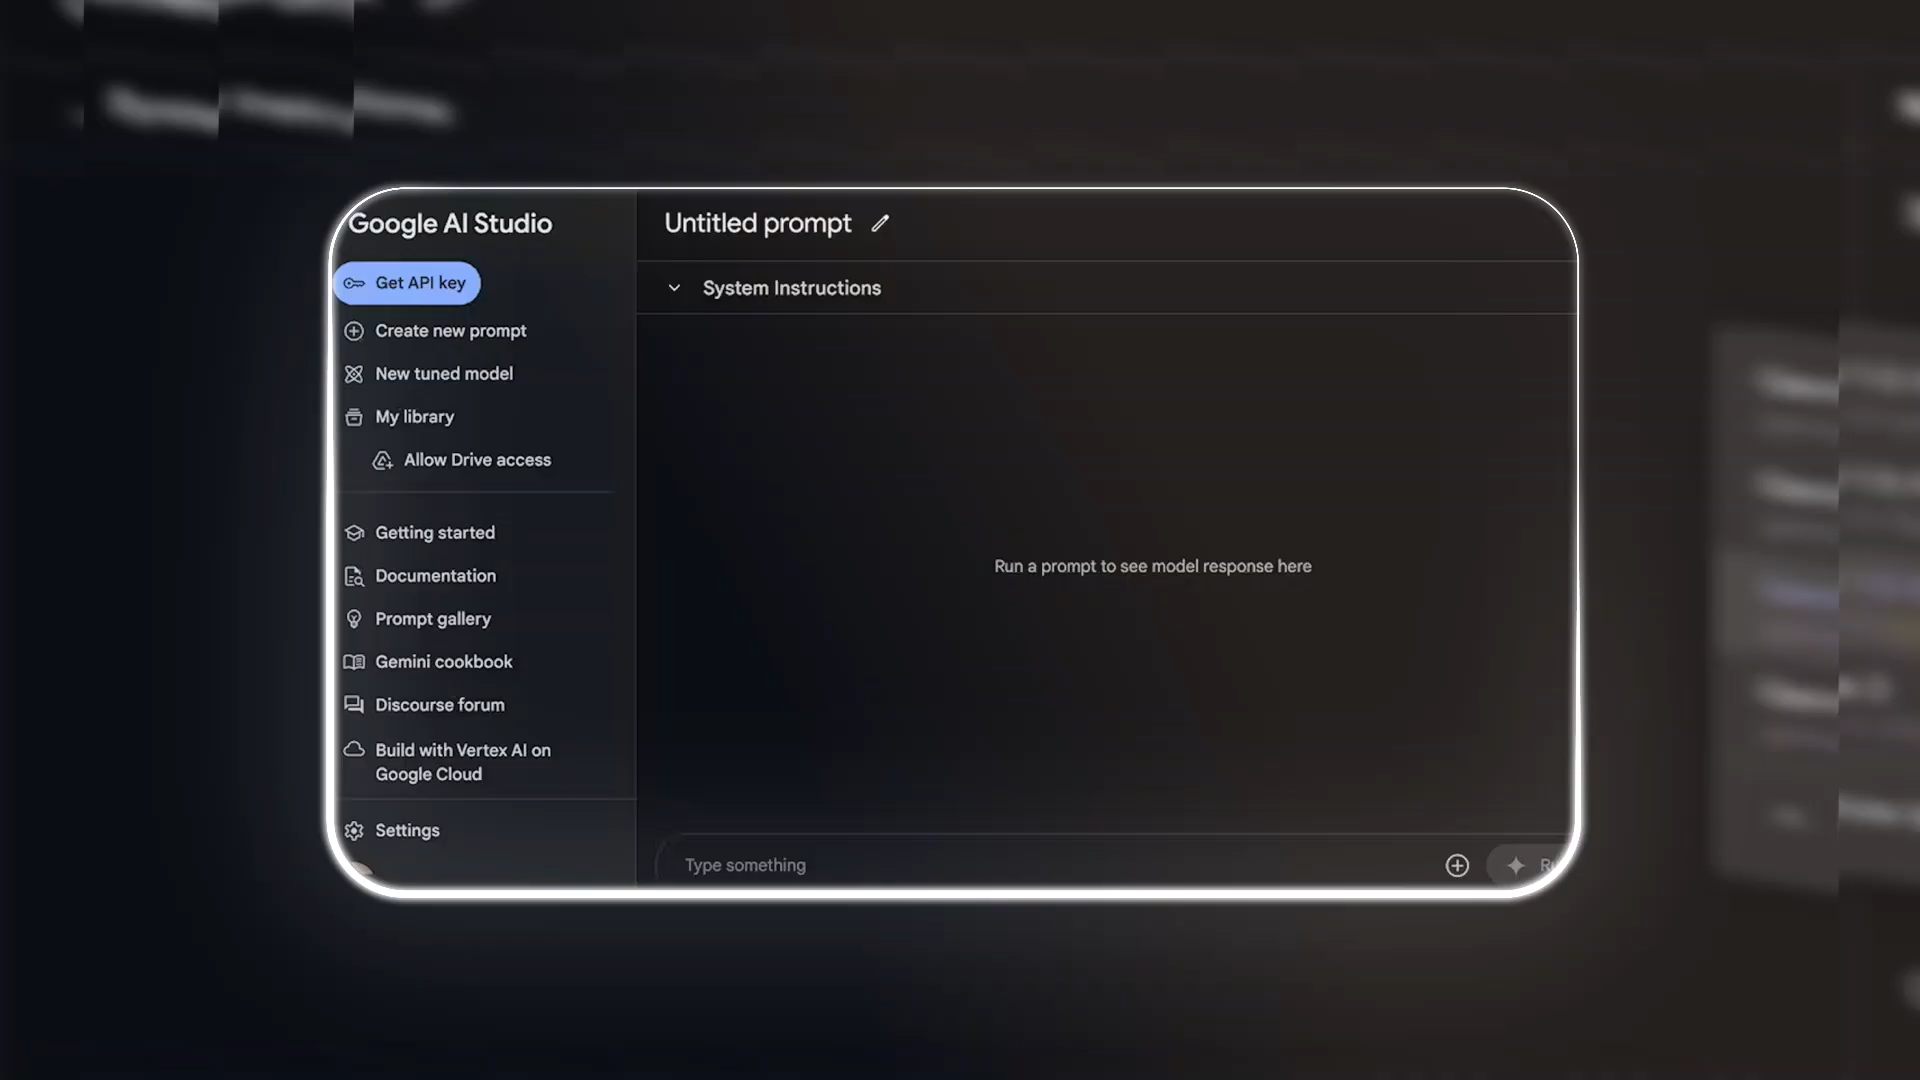 Google AI Studio
Get API key
Create new prompt
New tuned model
My library
Allow Drive access
Getting started
Documentation
Prompt gallery
Gemini cookbook
Discourse forum
Build with Vertex AI on
Google Cloud
Settings
Untitled prompt
System Instructions
Run a prompt to see model response here
Type something